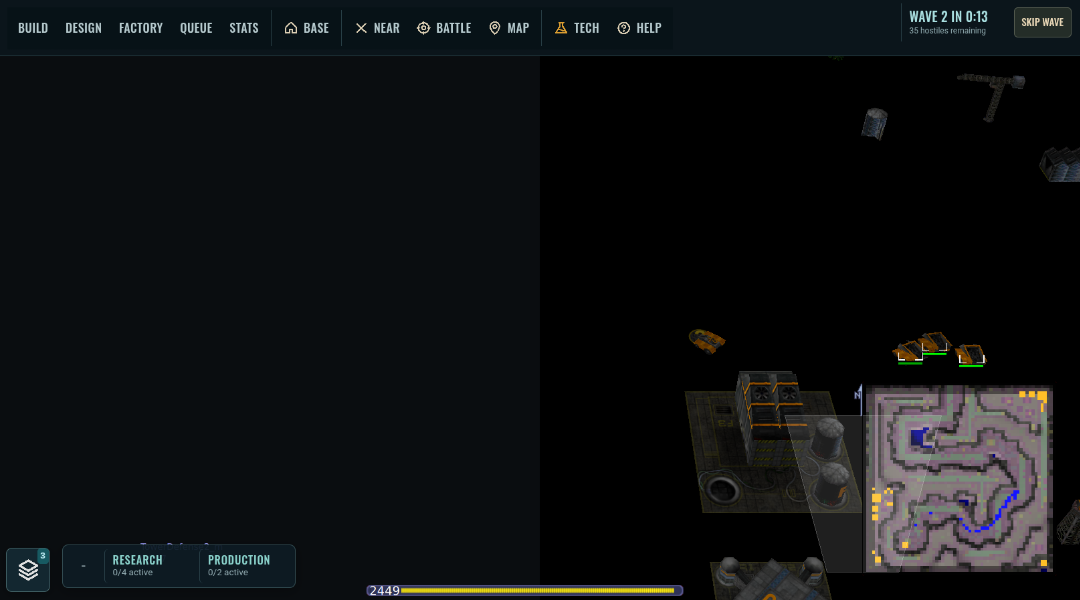 BUILD DESIGN FACTORY QUEUE STATS BASE NEAR BATTLE MAP TECH HELP
WAVE 2 IN 0:13
35 hostiles remaining
SKIP WAVE
N
3
-
RESEARCH
0/4 active
PRODUCTION
0/2 active
2449